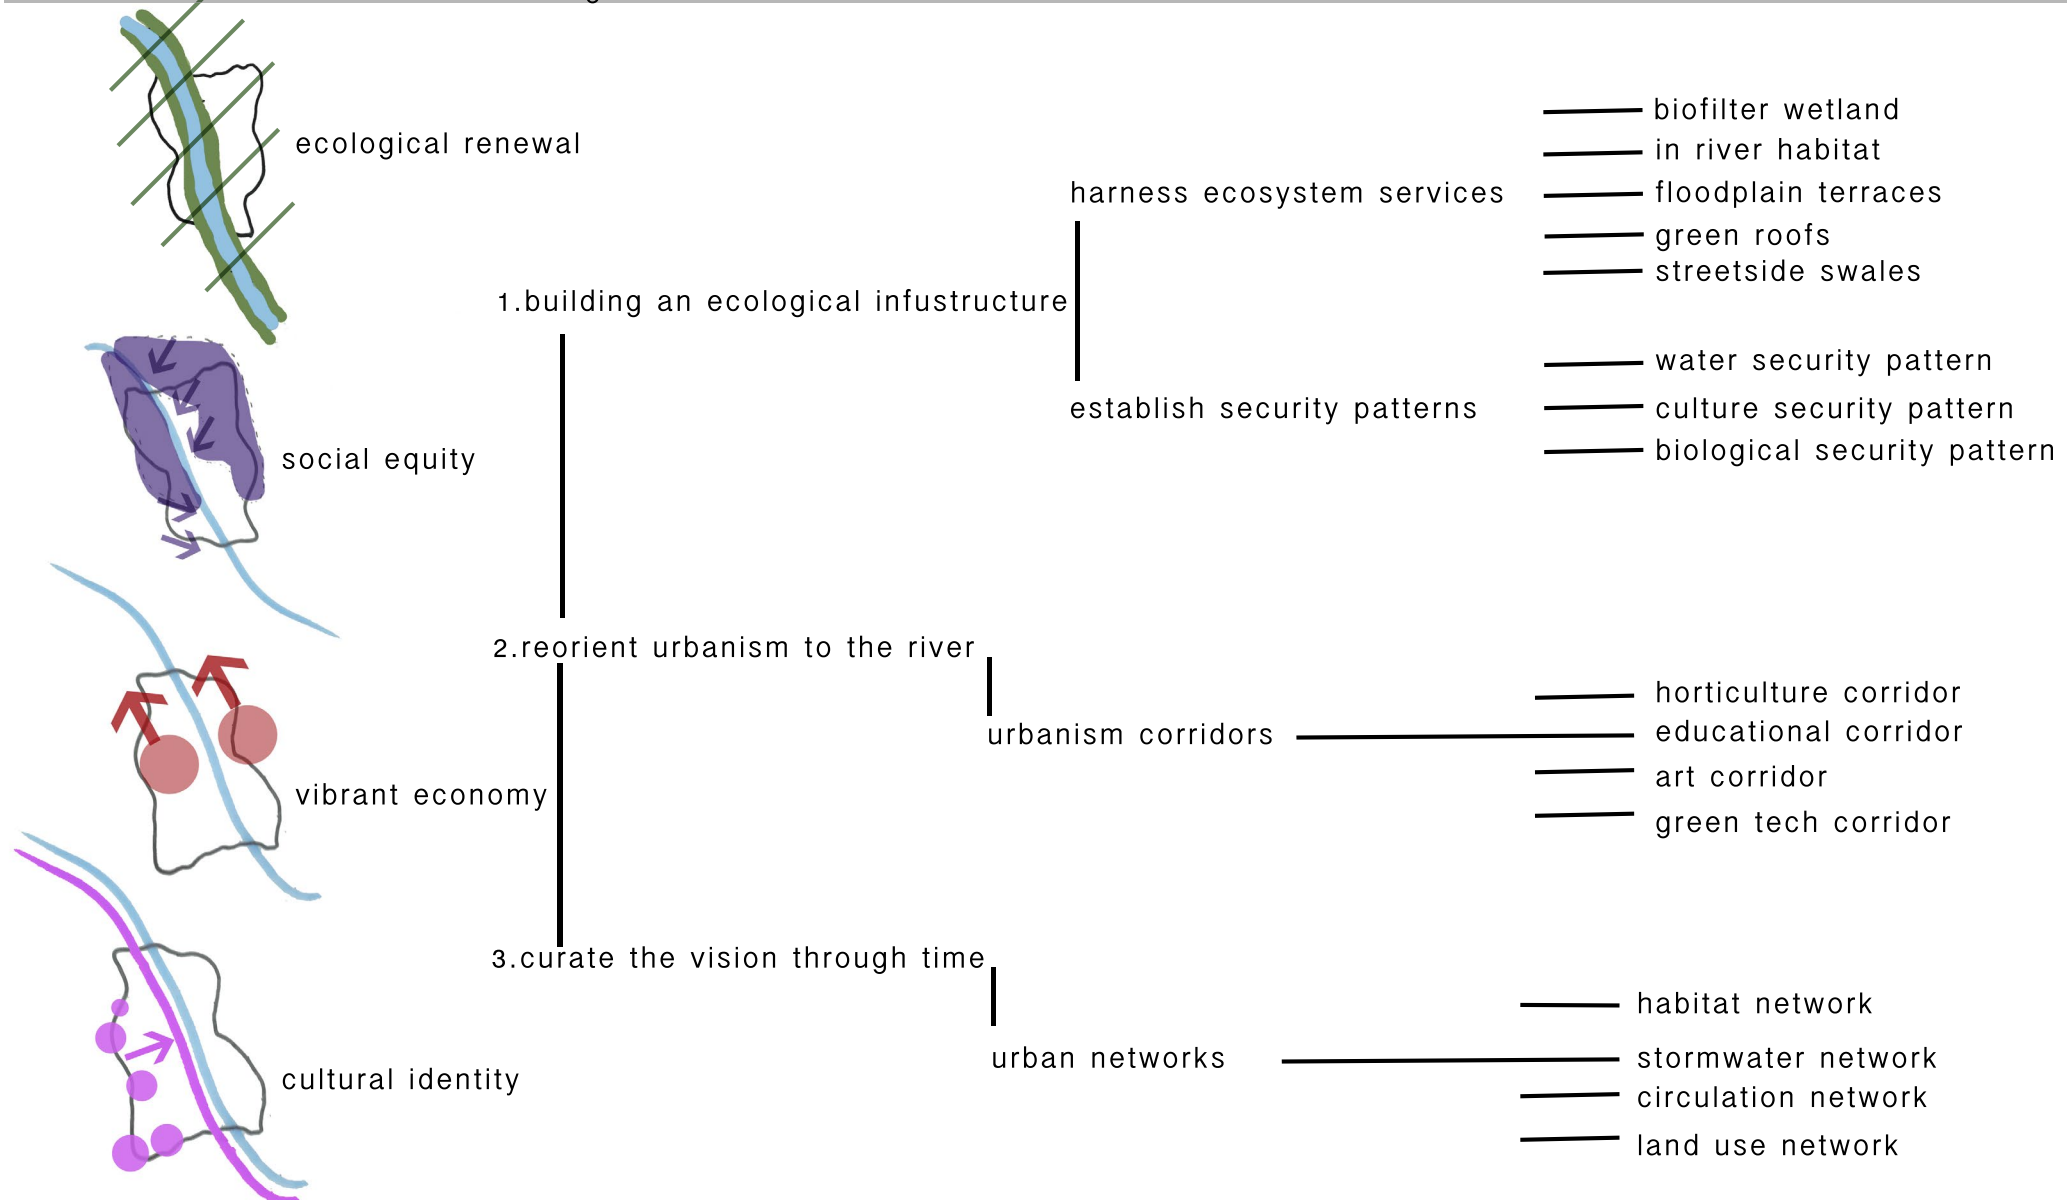 ecological renewal
social equity
vibrant economy
cultural identity
1.building an ecological infustructure
harness ecosystem services
biofilter wetland
in river habitat
floodplain terraces
green roofs
streetside swales
establish security patterns
water security pattern
culture security pattern
biological security pattern
2.reorient urbanism to the river
urbanism corridors
horticulture corridor
educational corridor
art corridor
green tech corridor
3.curate the vision through time
urban networks
habitat network
stormwater network
circulation network
land use network